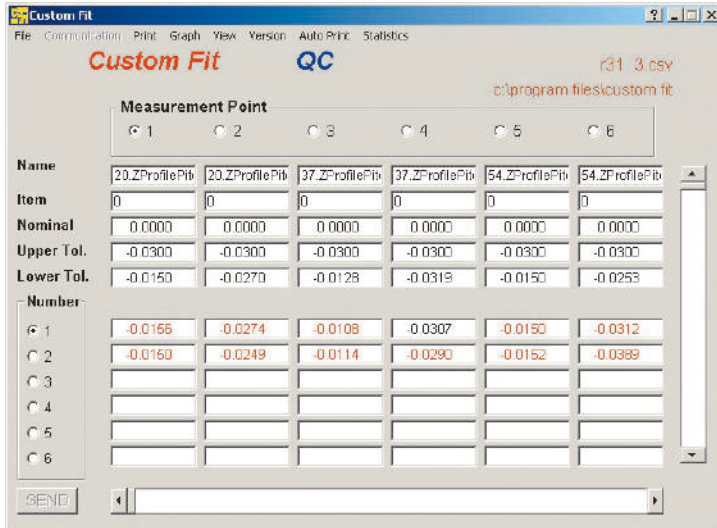 Custom Fit
File Communication Print Graph View Version Auto Print Statistics
Custom Fit QC r31 3.csv
c:\program files\custom fit
Measurement Point
1 2 3 4 5 6
Name 20.ZProfilePit 20.ZProfilePit 37.ZProfilePit 37.ZProfilePit 54.ZProfilePit 54.ZProfilePit
Item 0 0 0 0 0 0
Nominal 0.0000 0.0000 0.0000 0.0000 0.0000 0.0000
Upper Tol. -0.0300 -0.0300 -0.0300 -0.0300 -0.0300 -0.0300
Lower Tol. -0.0150 -0.0270 -0.0128 -0.0319 -0.0150 -0.0253
Number
1 -0.0156 -0.0274 -0.0108 -0.0307 -0.0150 -0.0312
2 -0.0150 -0.0249 -0.0114 -0.0290 -0.0152 -0.0389
3
4
5
6
SEND